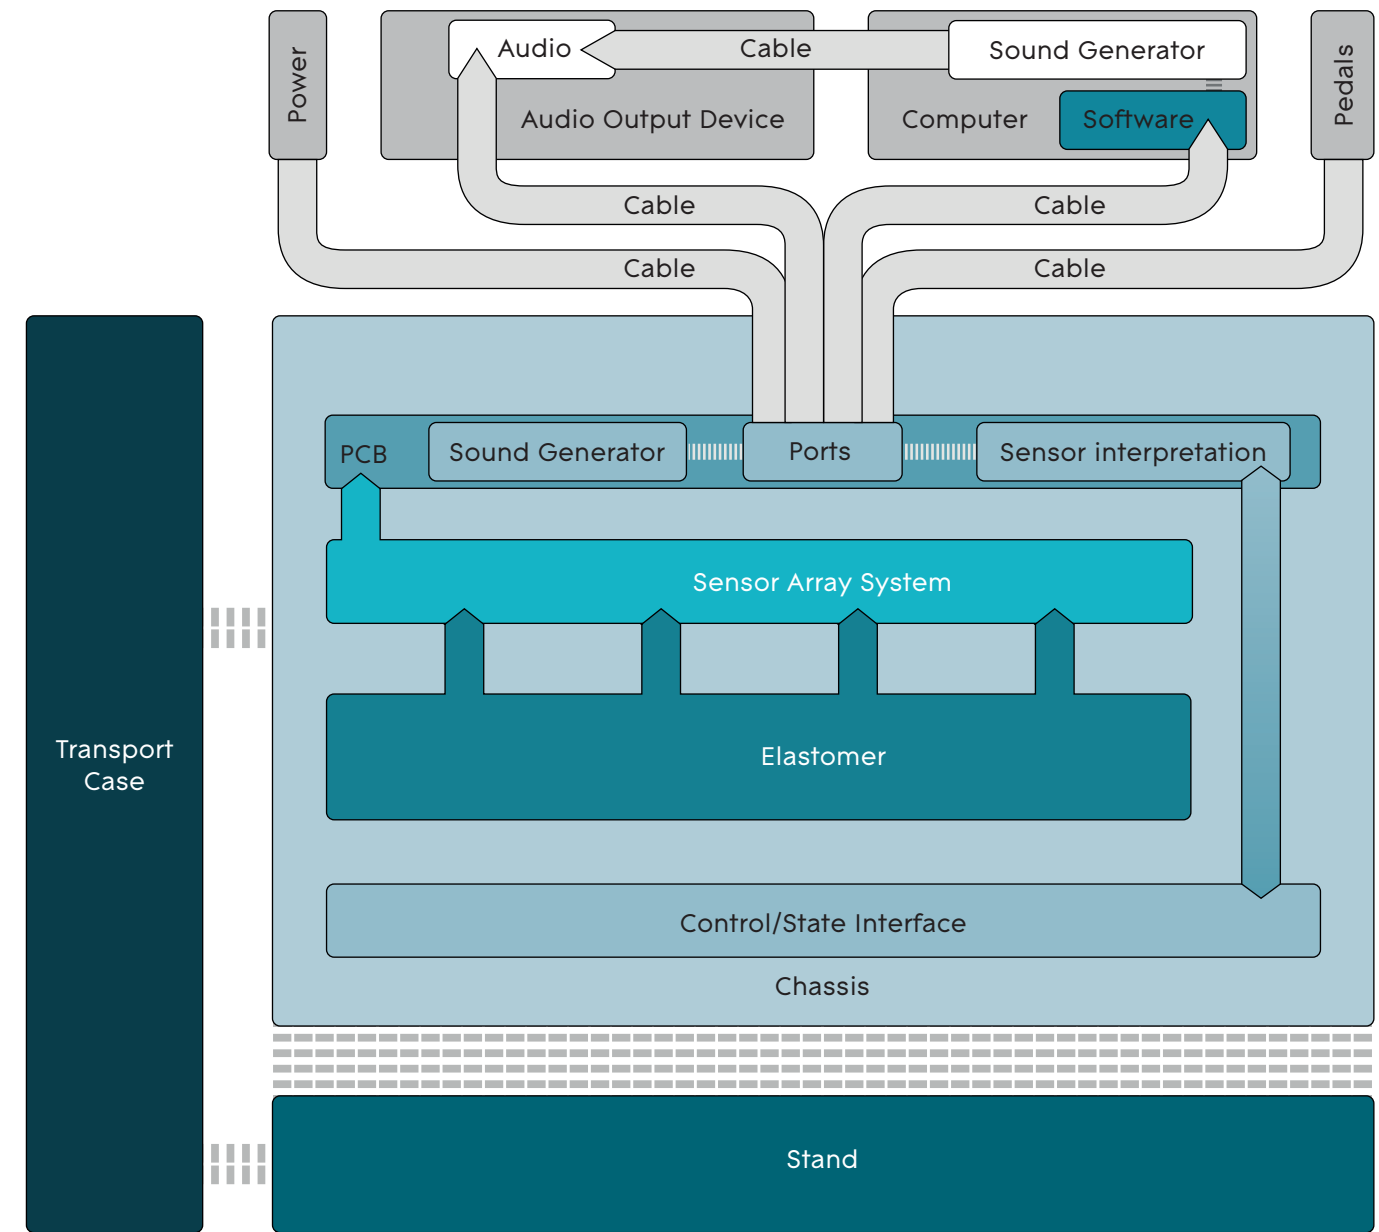 Power
Audio
Cable
Sound Generator
Pedals
Audio Output Device
Computer
Software
Cable
Cable
Cable
Cable
PCB
Sound Generator
Ports
Sensor interpretation
Sensor Array System
Transport
Case
Elastomer
Control/State Interface
Chassis
Stand